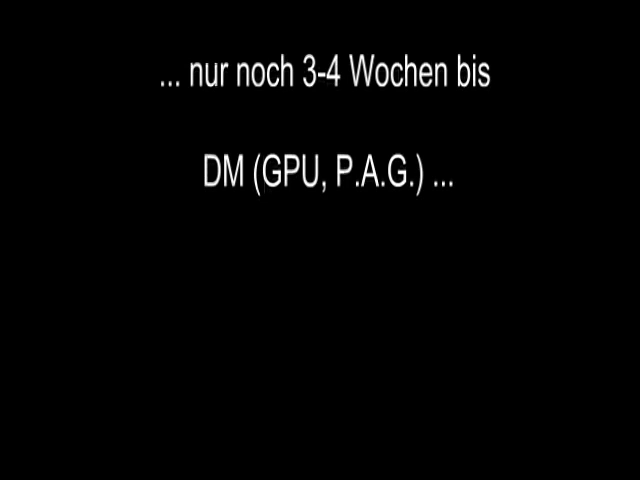 ... nur noch 3-4 Wochen bis
DM (GPU, P.A.G.) ...